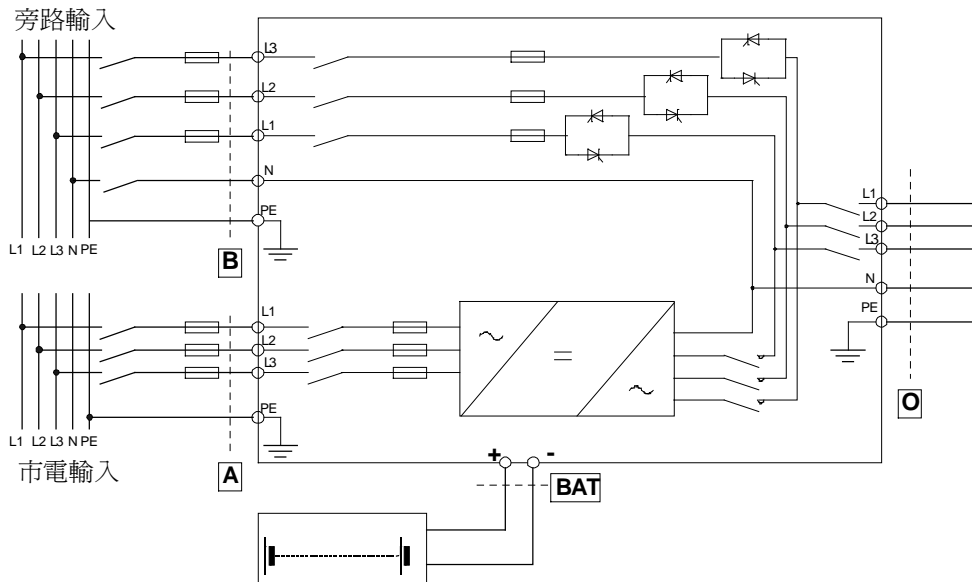 旁路輸入
L3
L2
L1
N
PE
L1 L2 L3 N PE
B
L1
L2
L3
N
PE
O
L1
L2
L3
PE
L1 L2 L3 N PE
市電輸入
A
+ -
BAT